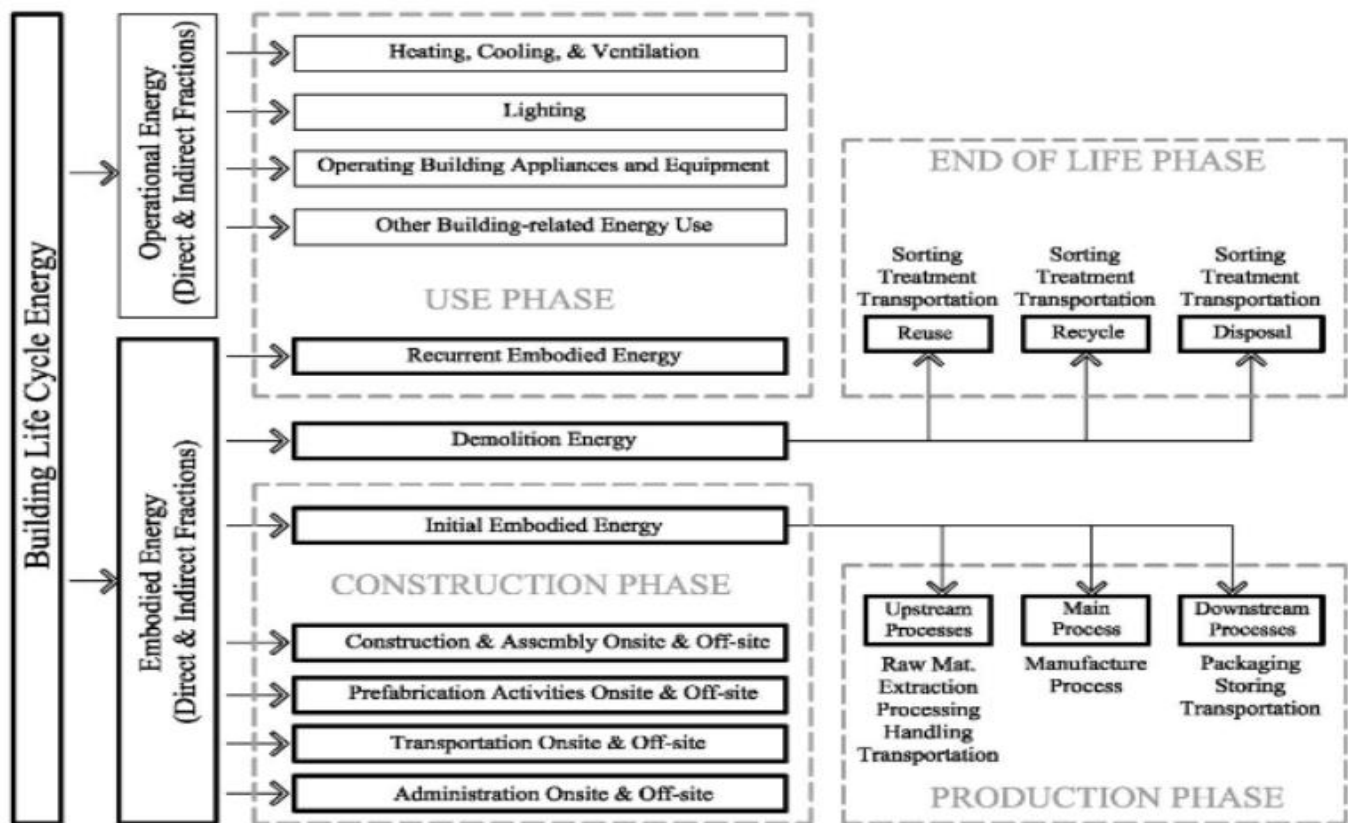 Building Life Cycle Energy
Operational Energy
(Direct & Indirect Fractions)
Heating, Cooling, & Ventilation
Lighting
Operating Building Appliances and Equipment
Other Building-related Energy Use
USE PHASE
Embodied Energy
(Direct & Indirect Fractions)
Recurrent Embodied Energy
Demolition Energy
Initial Embodied Energy
CONSTRUCTION PHASE
Construction & Assembly Onsite & Off-site
Prefabrication Activities Onsite & Off-site
Transportation Onsite & Off-site
Administration Onsite & Off-site
END OF LIFE PHASE
Sorting
Treatment
Transportation
Reuse
Sorting
Treatment
Transportation
Recycle
Sorting
Treatment
Transportation
Disposal
Upstream
Processes
Raw Mat.
Extraction
Processing
Handling
Transportation
Main
Process
Manufacture
Process
Downstream
Processes
Packaging
Storing
Transportation
PRODUCTION PHASE